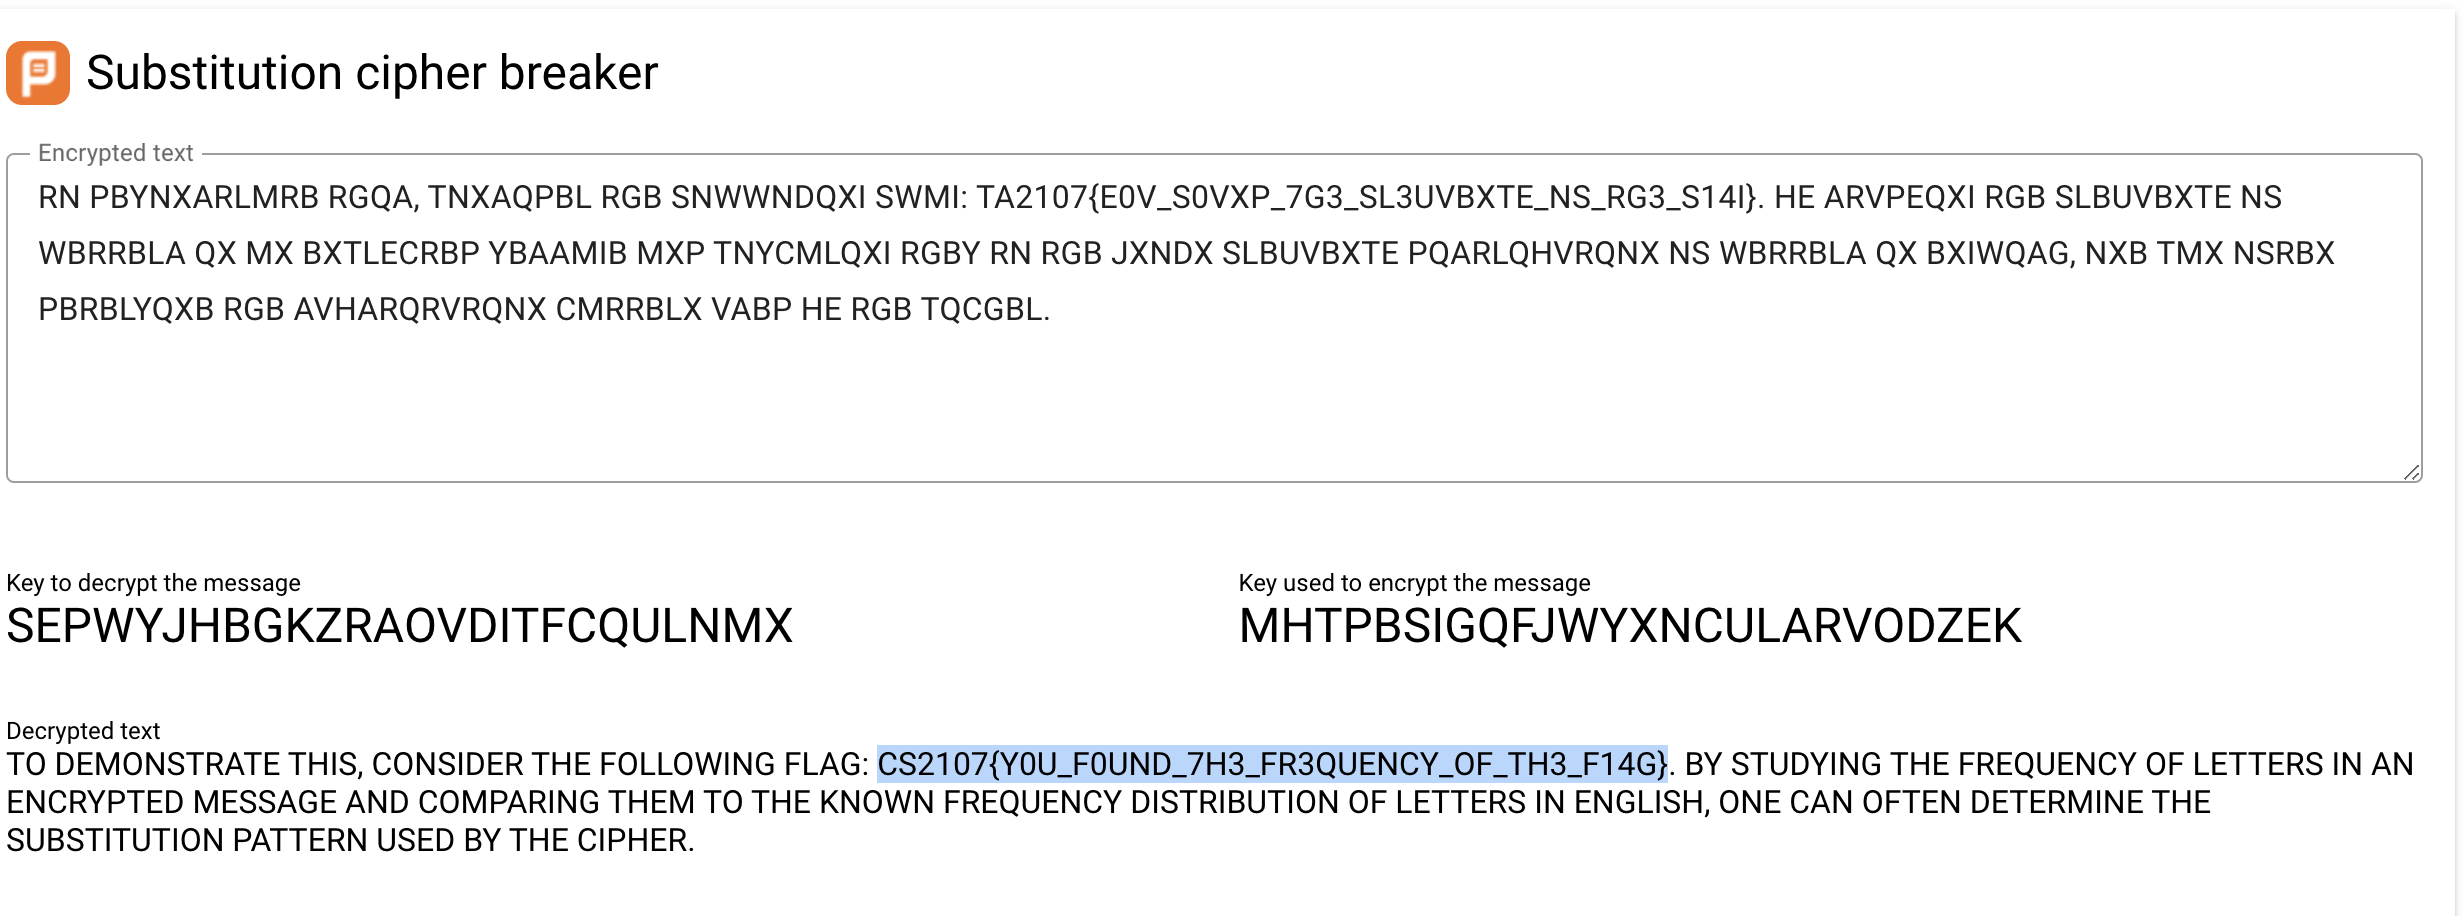 Substitution cipher breaker
Encrypted text
RN PBYNXARLMRB RGQA, TNXAQPBL RGB SNWWNDQXI SWMI: TA2107{E0V_S0VXP_7G3_SL3UVBXTE_NS_RG3_S14I}. HE ARVPEQXI RGB SLBUVBXTE NS
WBRRBLA QX MX BXTLECRBP YBAAMIB MXP TNYCMLQXI RGBY RN RGB JXNDX SLBUVBXTE PQARLQHVRQNX NS WBRRBLA QX BXIWQAG, NXB TMX NSRBX
PBRBLYQXB RGB AVHARQRVRQNX CMRRBLX VABP HE RGB TQCGBL.
Key to decrypt the message
SEPWYJHBGKZRAOVDITFCQULNMX
Key used to encrypt the message
MHTPBSIGQFJWYXNCULARVODZEK
Decrypted text
TO DEMONSTRATE THIS, CONSIDER THE FOLLOWING FLAG: CS2107{Y0U_F0UND_7H3_FR3QUENCY_OF_TH3_F14G}. BY STUDYING THE FREQUENCY OF LETTERS IN AN
ENCRYPTED MESSAGE AND COMPARING THEM TO THE KNOWN FREQUENCY DISTRIBUTION OF LETTERS IN ENGLISH, ONE CAN OFTEN DETERMINE THE
SUBSTITUTION PATTERN USED BY THE CIPHER.